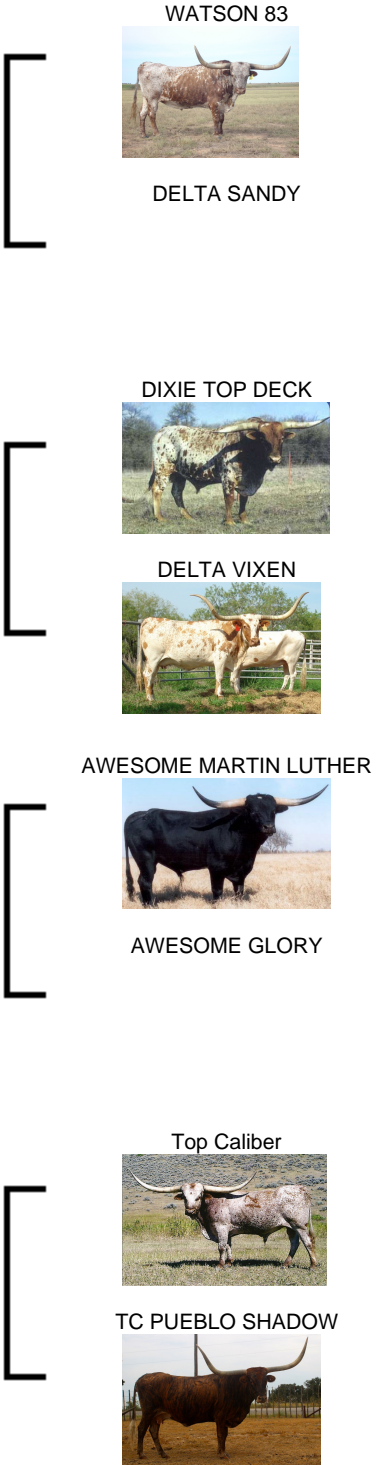 WATSON 83
DELTA SANDY
DIXIE TOP DECK
DELTA VIXEN
AWESOME MARTIN LUTHER
AWESOME GLORY
Top Caliber
TC PUEBLO SHADOW